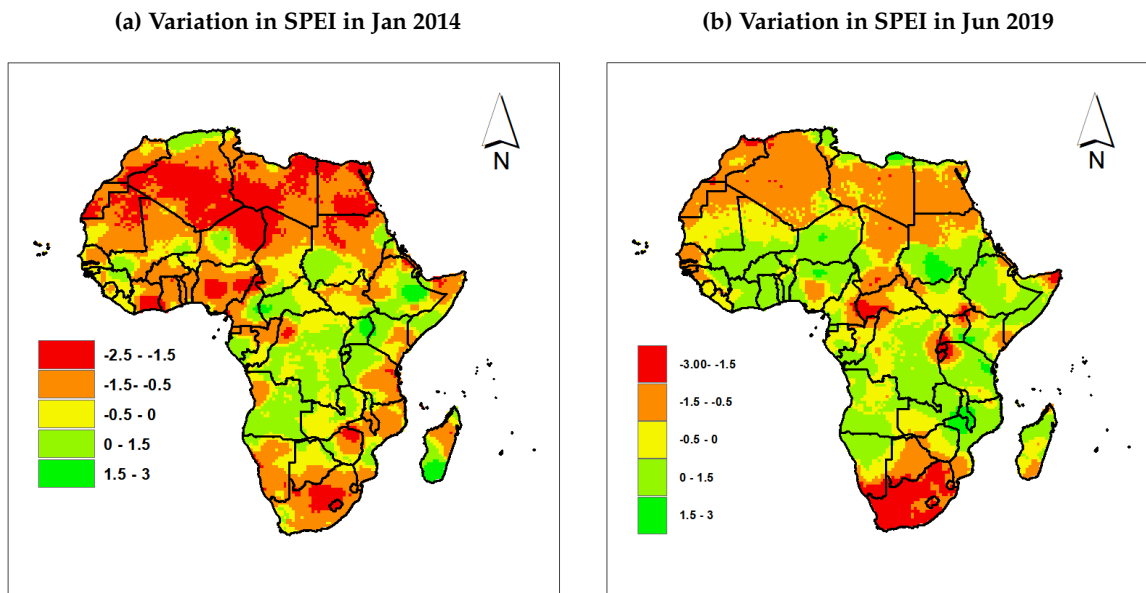 (a) Variation in SPEI in Jan 2014
N
-2.5 - -1.5
-1.5 - -0.5
-0.5 - 0
0 - 1.5
1.5 - 3
(b) Variation in SPEI in Jun 2019
N
-3.00- -1.5
-1.5 - -0.5
-0.5 - 0
0 - 1.5
1.5 - 3